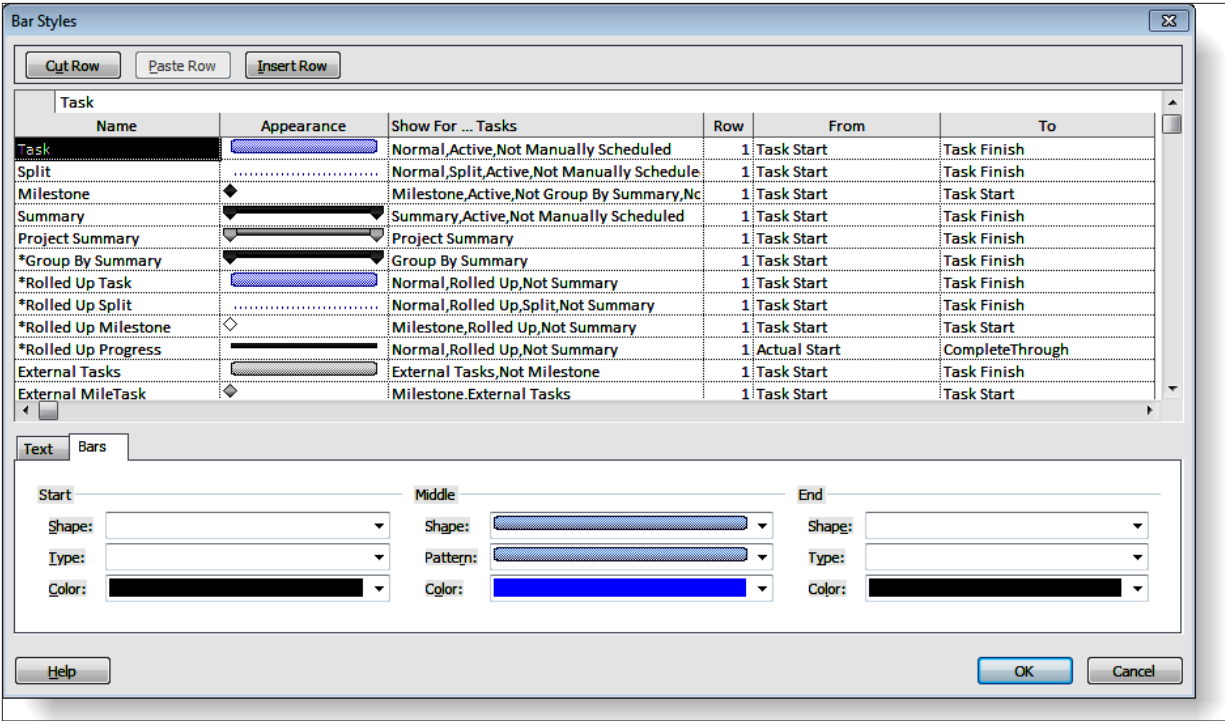 Bar Styles
Cut Row Paste Row Insert Row
Task
Name Appearance Show For ... Tasks Row From To
Task Normal,Active,Not Manually Scheduled 1 Task Start Task Finish
Split Normal,Split,Active,Not Manually Schedule 1 Task Start Task Finish
Milestone Milestone,Active,Not Group By Summary,Nc 1 Task Start Task Start
Summary Summary,Active,Not Manually Scheduled 1 Task Start Task Finish
Project Summary Project Summary 1 Task Start Task Finish
*Group By Summary Group By Summary 1 Task Start Task Finish
*Rolled Up Task Normal,Rolled Up,Not Summary 1 Task Start Task Finish
*Rolled Up Split Normal,Rolled Up,Split,Not Summary 1 Task Start Task Finish
*Rolled Up Milestone Milestone,Rolled Up,Not Summary 1 Task Start Task Start
*Rolled Up Progress Normal,Rolled Up,Not Summary 1 Actual Start CompleteThrough
External Tasks External Tasks,Not Milestone 1 Task Start Task Finish
External MileTask Milestone,External Tasks 1 Task Start Task Start
Text Bars
Start Middle End
Shape: Shape: Shape:
Type: Pattern: Type:
Color: Color: Color:
Help OK Cancel